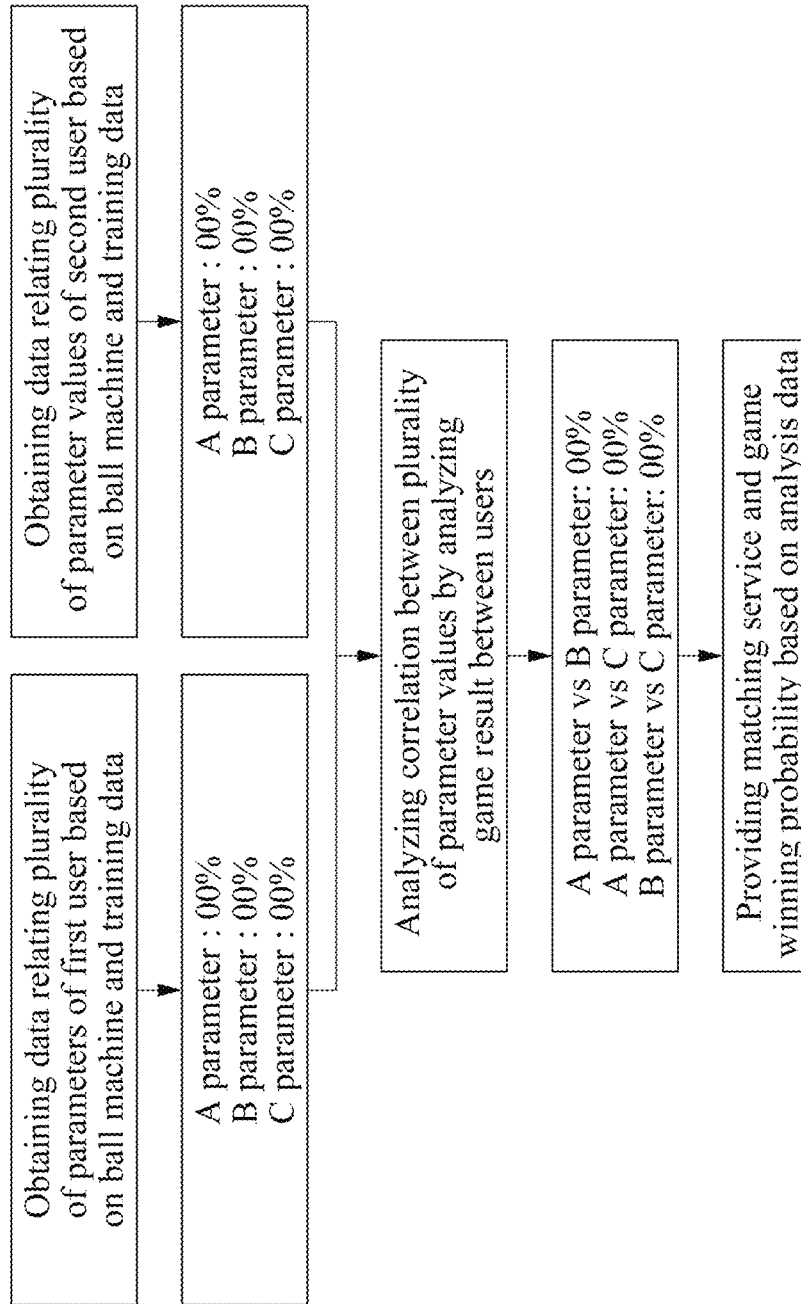 Obtaining data relating plurality
of parameters of first user based
on ball machine and training data
Obtaining data relating plurality
of parameter values of second user based
on ball machine and training data
A parameter : 00%
B parameter : 00%
C parameter : 00%
A parameter : 00%
B parameter : 00%
C parameter : 00%
Analyzing correlation between plurality
of parameter values by analyzing
game result between users
A parameter vs B parameter: 00%
A parameter vs C parameter: 00%
B parameter vs C parameter: 00%
Providing matching service and game
winning probability based on analysis data